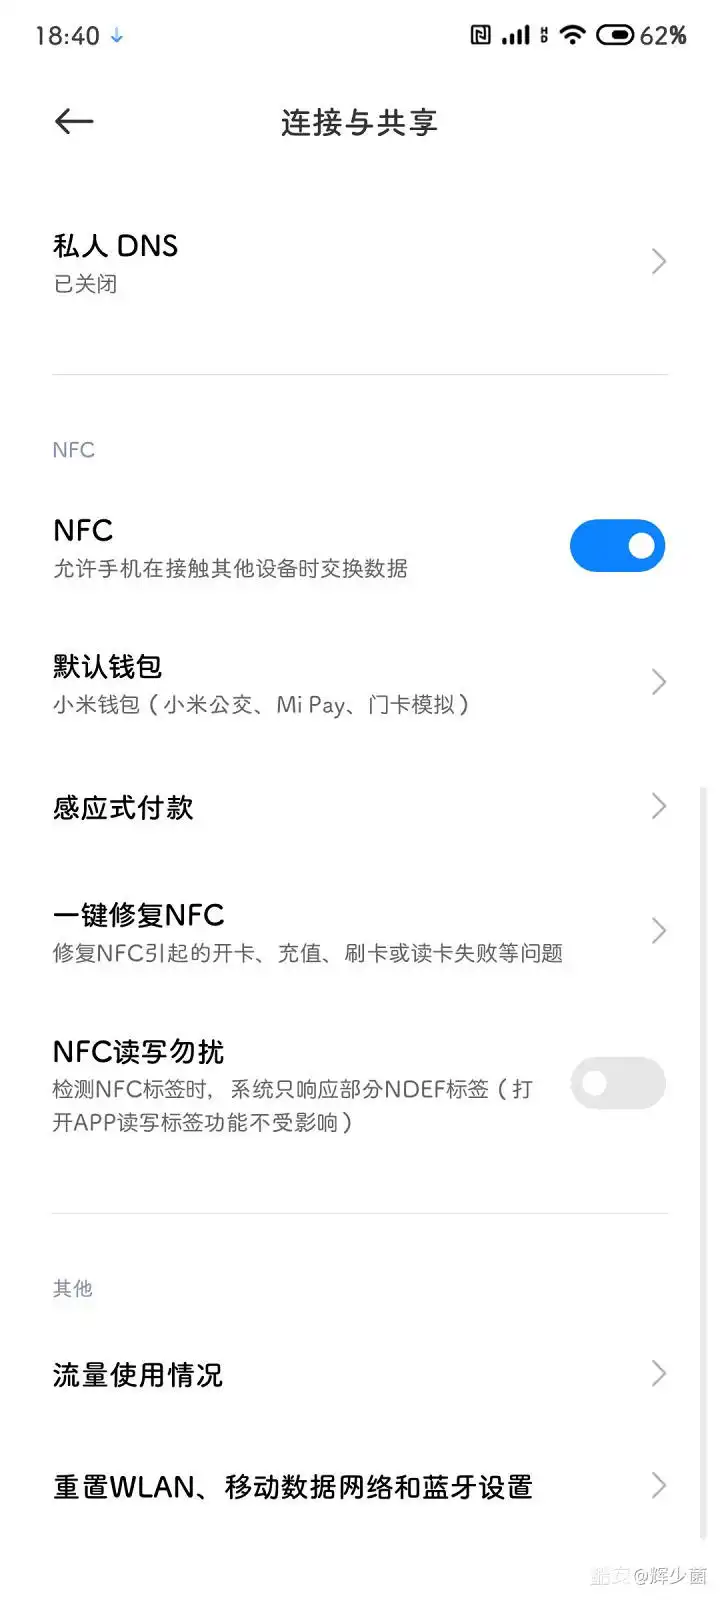 18:40
62%
连接与共享
私人 DNS
已关闭
NFC
NFC
允许手机在接触其他设备时交换数据
默认钱包
小米钱包（小米公交、Mi Pay、门卡模拟）
感应式付款
一键修复NFC
修复NFC引起的开卡、充值、刷卡或读卡失败等问题
NFC读写勿扰
检测NFC标签时，系统只响应部分NDEF标签（打
开APP读写标签功能不受影响）
其他
流量使用情况
重置WLAN、移动数据网络和蓝牙设置
酷安@辉少菌